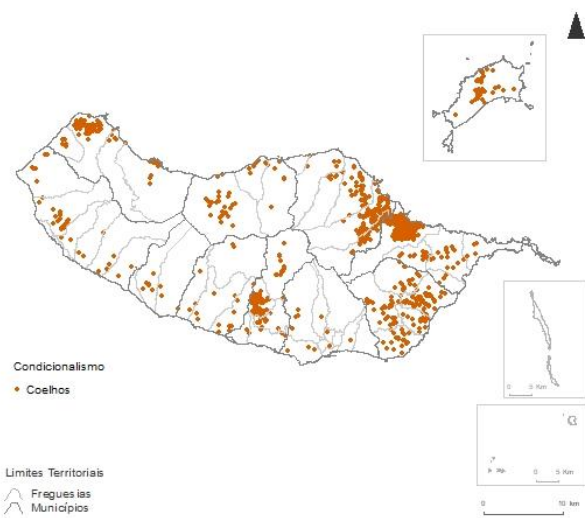 Condicionalismo
Coelhos
0 5 Km
Limites Territoriais
Freguesias
Municípios
0 5 Km
0 10 km